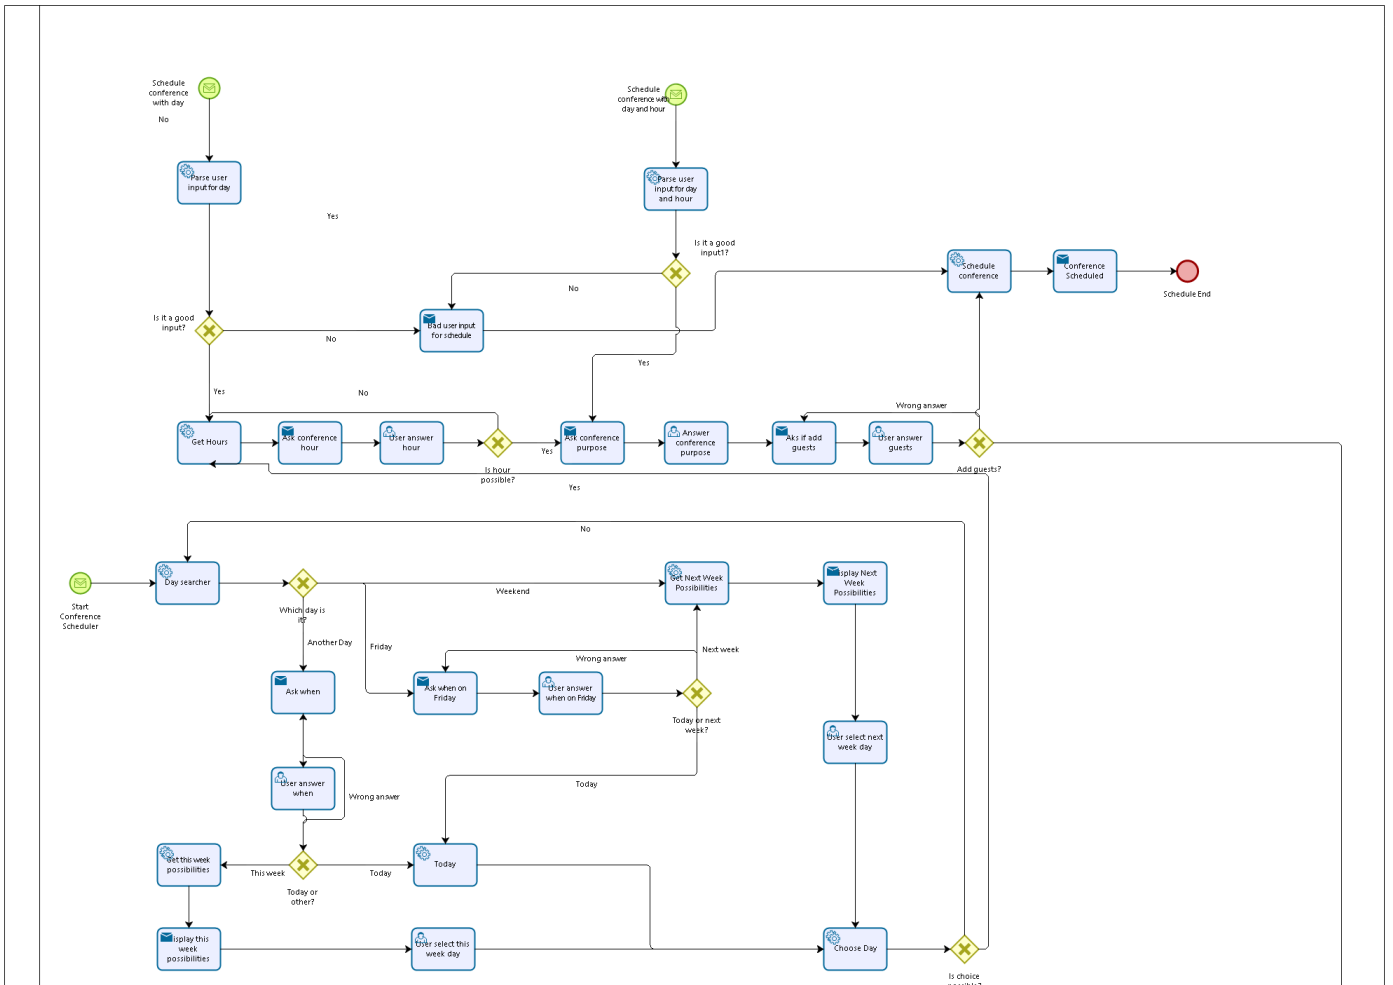 Schedule
conference
with day
No
Schedule
conference with
day and hour
Parse user
input for day
Parse user
input for day
and hour
Yes
Is it a good
input1?
Schedule
conference
Conference
Scheduled
Schedule End
No
Is it a good
input?
Bad user input
for schedule
No
Yes
Yes
No
Wrong answer
Get Hours
Ask conference
hour
User answer
hour
Is hour
possible?
Yes
Ask conference
purpose
Answer
conference
purpose
Aks if add
guests
User answer
guests
Add guests?
Yes
No
Start
Conference
Scheduler
Day searcher
Which day is
it?
Weekend
Get Next Week
Possibilities
splay Next
Week
Possibilities
Another Day
Friday
Next week
Wrong answer
Ask when
Ask when on
Friday
User answer
when on Friday
Today or next
week?
User select next
week day
User answer
when
Wrong answer
Today
Get this week
possibilities
This week
Today or
other?
Today
Today
isplay this
week
possibilities
User select this
week day
Choose Day
Is choice
possible?